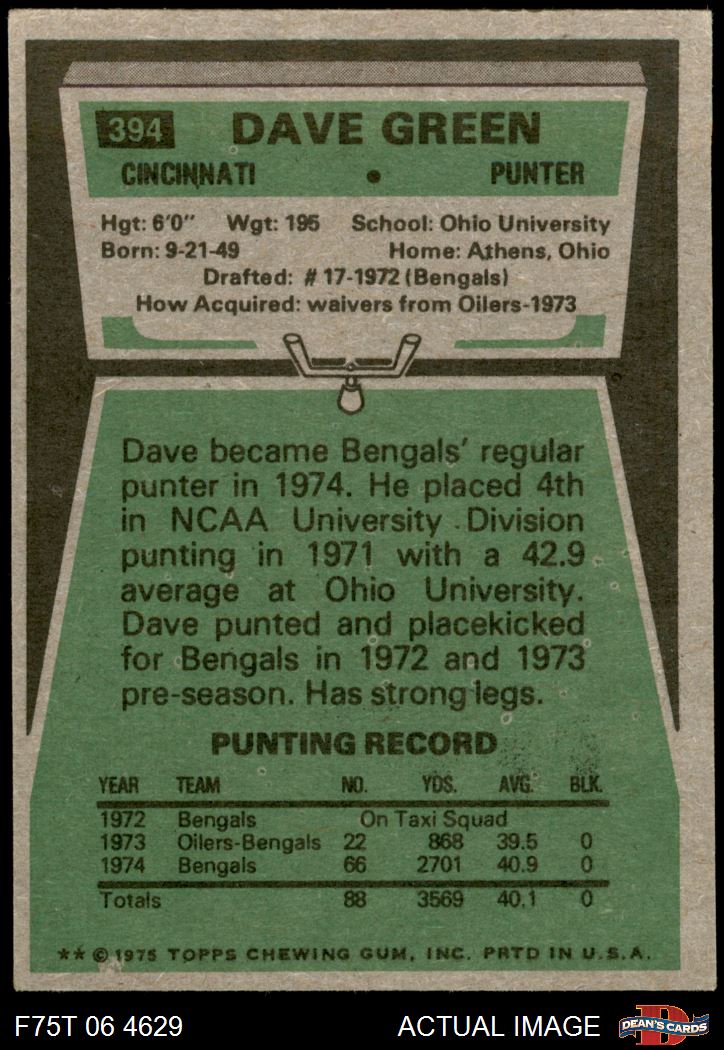 394 DAVE GREEN
CINCINNATI • PUNTER
Hgt: 6'0" Wgt: 195 School: Ohio University
Born: 9-21-49 Home: Athens, Ohio
Drafted: # 17-1972 (Bengals)
How Acquired: waivers from Oilers-1973
Dave became Bengals' regular
punter in 1974. He placed 4th
in NCAA University Division
punting in 1971 with a 42.9
average at Ohio University.
Dave punted and placekicked
for Bengals in 1972 and 1973
pre-season. Has strong legs.
PUNTING RECORD
YEAR TEAM NO. YDS. AVG. BLK.
1972 Bengals On Taxi Squad
1973 Oilers-Bengals 22 868 39.5 0
1974 Bengals 66 2701 40.9 0
Totals 88 3569 40.1 0
** © 1975 TOPPS CHEWING GUM, INC. PRTD IN U.S.A.
F75T 06 4629 ACTUAL IMAGE D DEAN'S CARDS